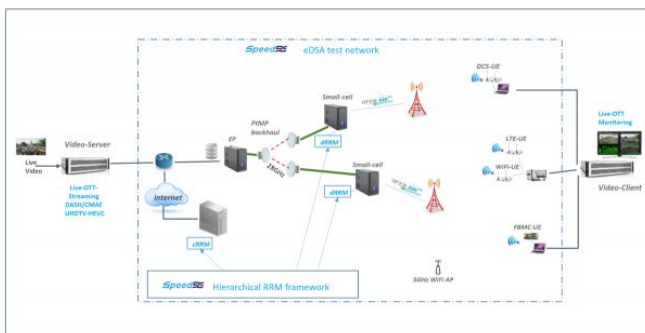 Speed5G eDSA test network
DCS-UE
Small-cell
PtMP
backhaul
Live-OTT
Monitoring
Video-Server
EP
LTE-UE
dRRM
WiFi-UE
Small-cell
Live
Video
28GHz
Video-Client
Live-OTT-
Streaming
DASH/CMAF
UHDTV-HEVC
Internet
dRRM
FBMC-UE
cRRM
Speed5G Hierarchical RRM framework
5GHz WiFi AP